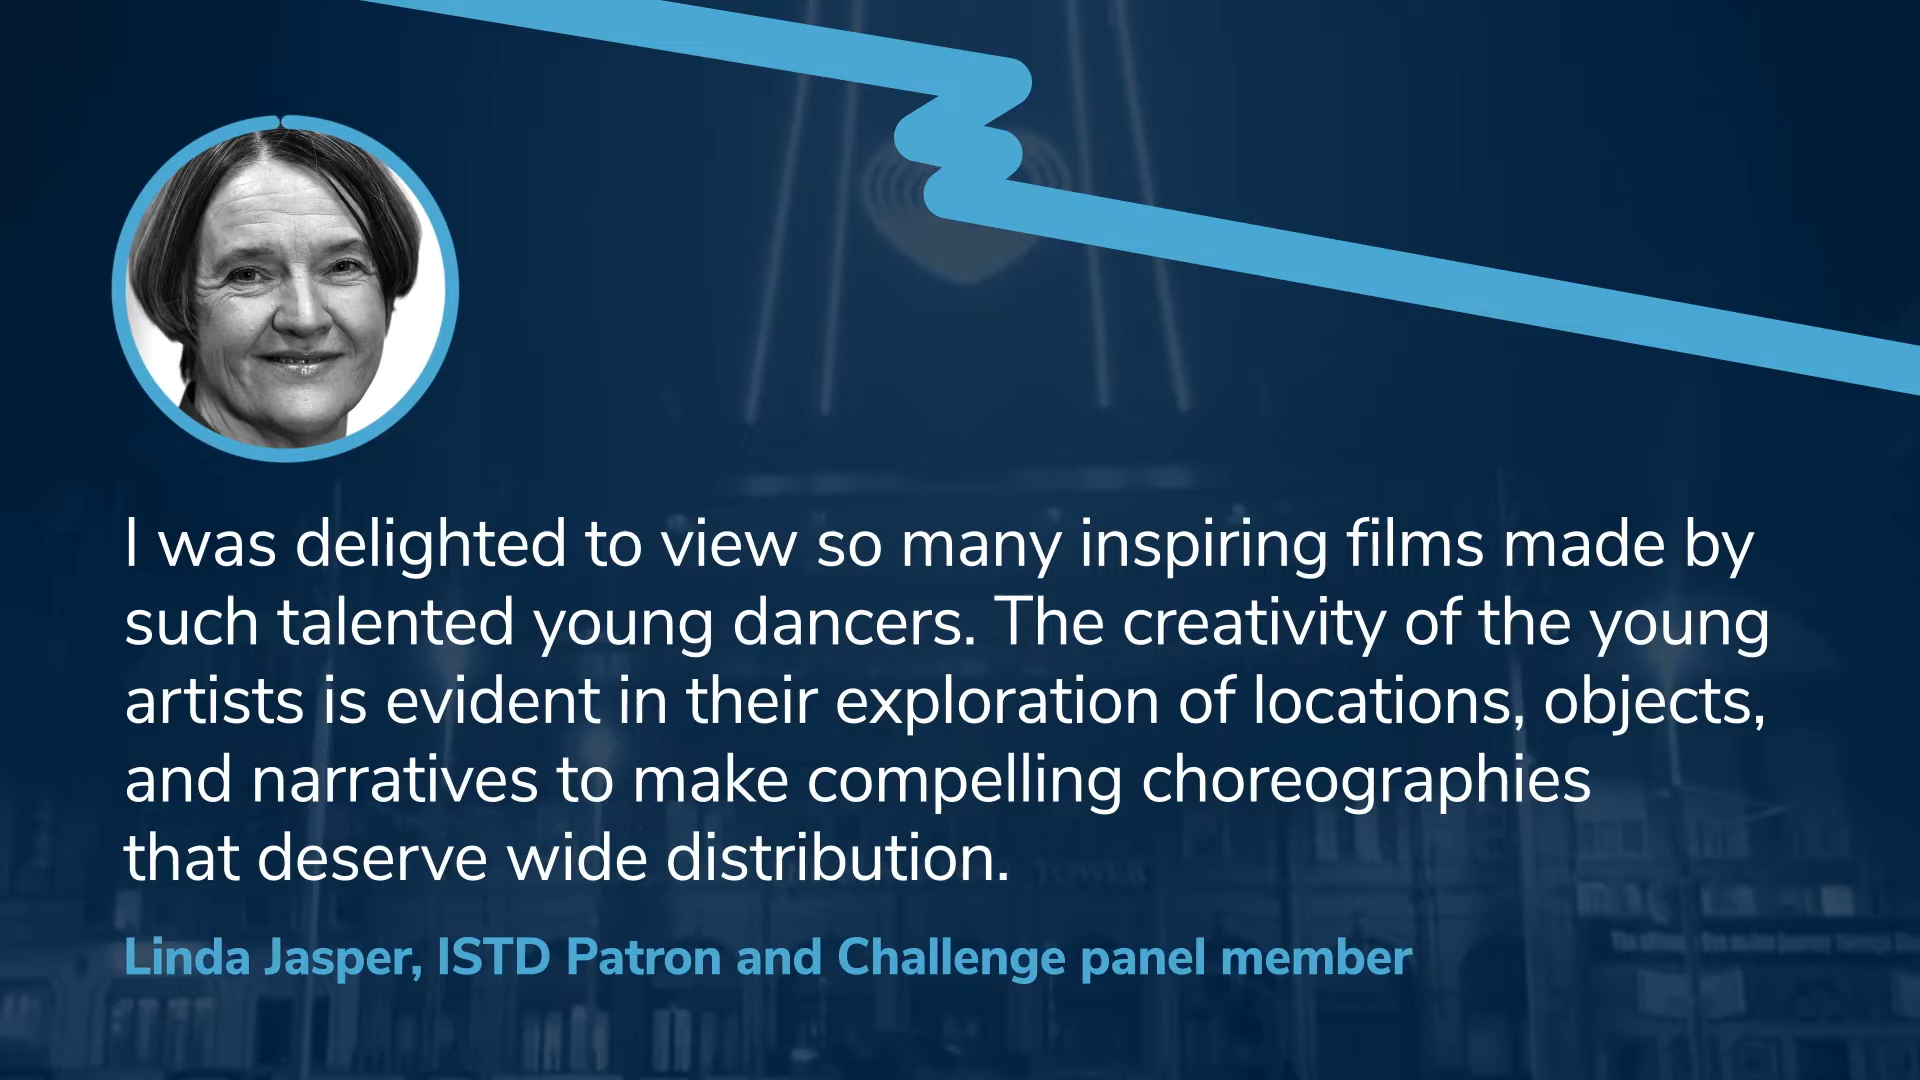 I was delighted to view so many inspiring films made by
such talented young dancers. The creativity of the young
artists is evident in their exploration of locations, objects,
and narratives to make compelling choreographies
that deserve wide distribution.
TOWER
Linda Jasper, ISTD Patron and Challenge panel member